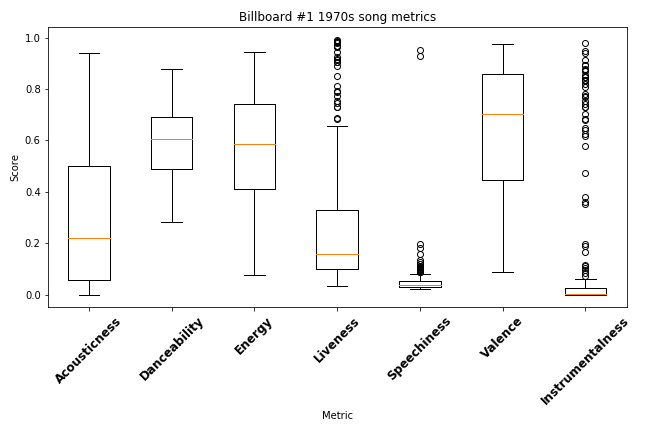 Billboard #1 1970s song metrics
1.0
0.8
0.6
0.4
0.2
0.0
Score
Acousticness
Danceability
Energy
Liveness
Speechiness
Valence
Instrumentalness
Metric